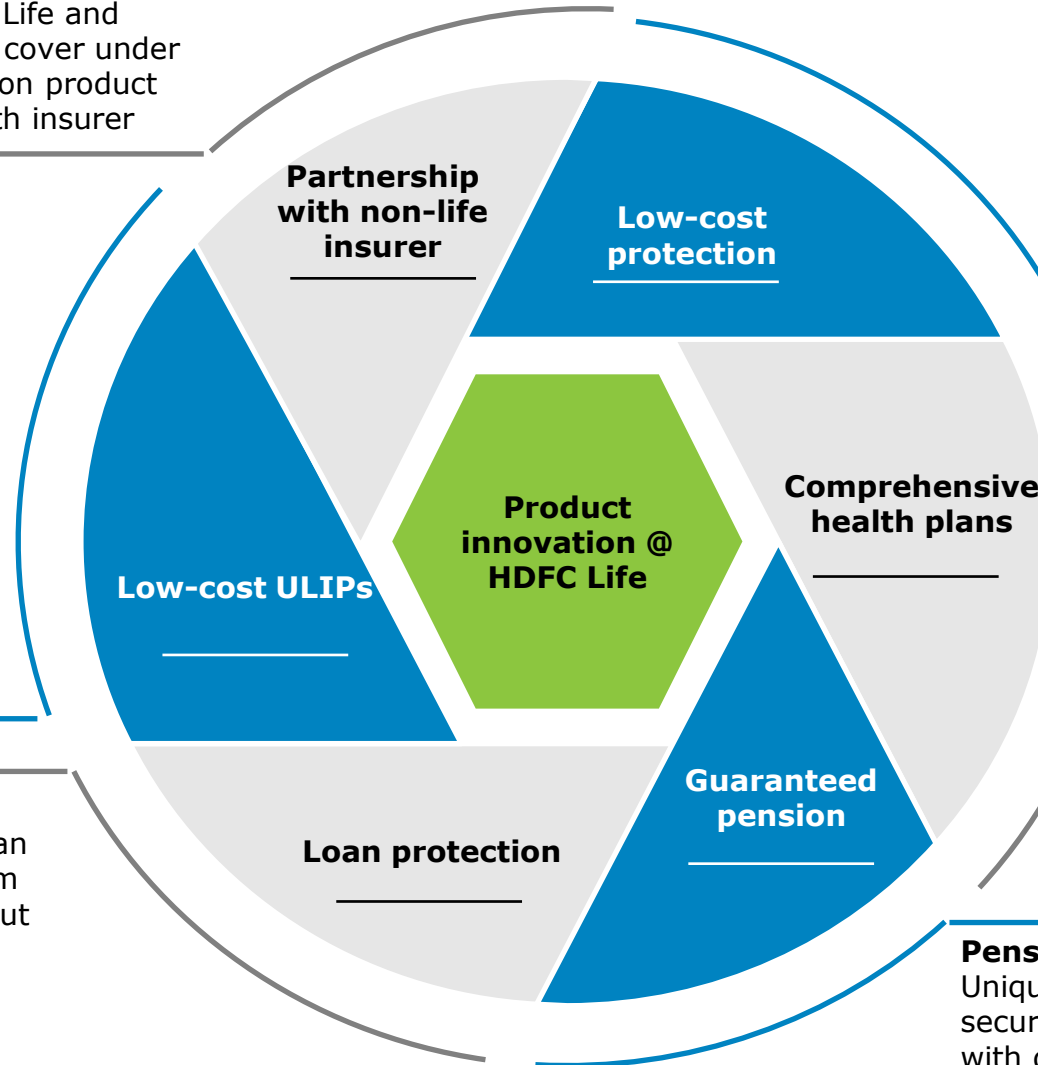 Life and
cover under
on product
th insurer
Partnership
with non-life
insurer
Low-cost
protection
Comprehensive
health plans
Product
innovation @
HDFC Life
Low-cost ULIPs
Guaranteed
pension
Loan protection
an
m
ut
Pens
Uniqu
secur
with